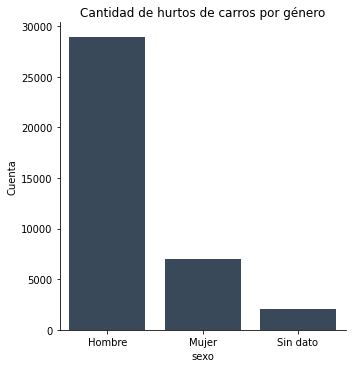 Cantidad de hurtos de carros por género
30000
25000
20000
15000
10000
5000
0
Cuenta
Hombre Mujer Sin dato
sexo